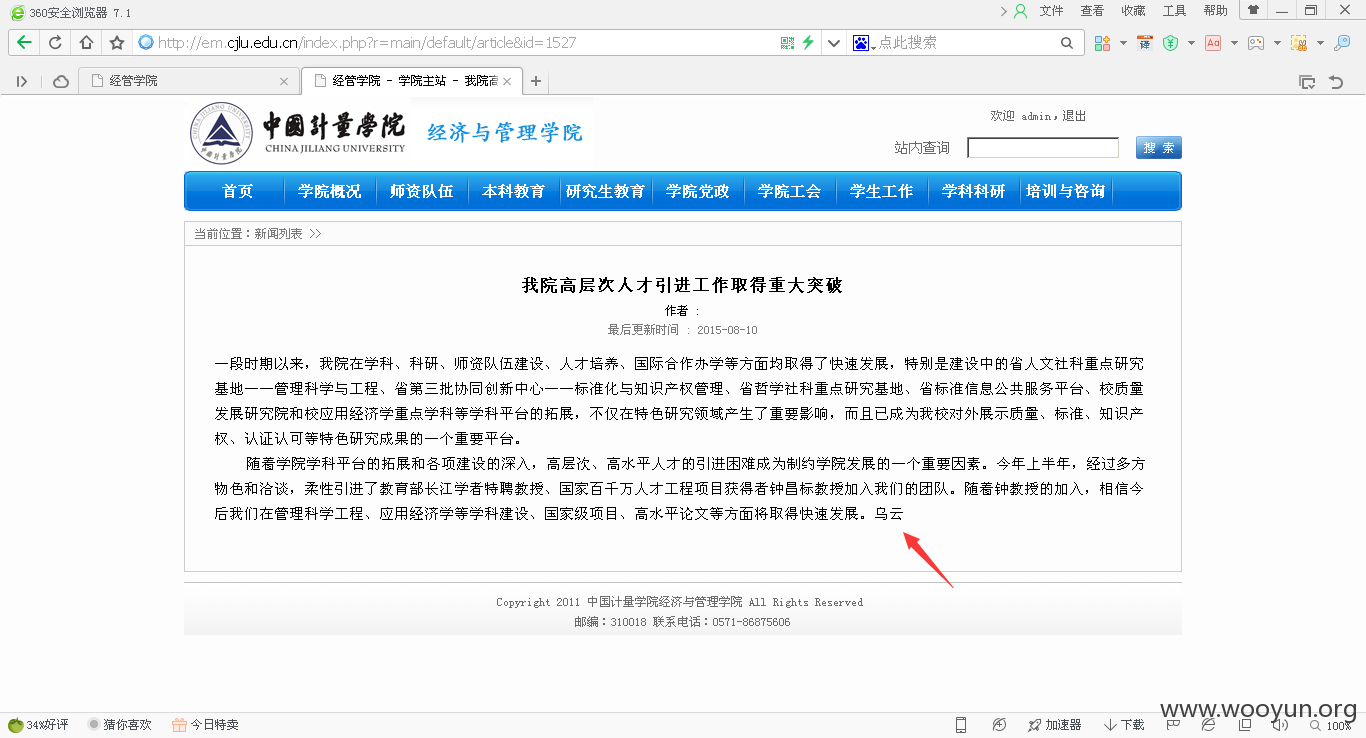 360安全浏览器 7.1
文件 查看 收藏 工具 帮助
http://em.cjlu.edu.cn/index.php?r=main/default/article&id=1527
点此搜索
经管学院
经管学院 - 学院主站 - 我院高
中国计量学院
CHINA JILIANG UNIVERSITY
经济与管理学院
欢迎 admin,退出
站内查询
搜 索
首页 学院概况 师资队伍 本科教育 研究生教育 学院党政 学院工会 学生工作 学科科研 培训与咨询
当前位置：新闻列表 >>
我院高层次人才引进工作取得重大突破
作者 :
最后更新时间 : 2015-08-10
一段时期以来，我院在学科、科研、师资队伍建设、人才培养、国际合作办学等方面均取得了快速发展，特别是建设中的省人文社科重点研究
基地——管理科学与工程、省第三批协同创新中心——标准化与知识产权管理、省哲学社科重点研究基地、省标准信息公共服务平台、校质量
发展研究院和校应用经济学重点学科等学科平台的拓展，不仅在特色研究领域产生了重要影响，而且已成为我校对外展示质量、标准、知识产
权、认证认可等特色研究成果的一个重要平台。
随着学院学科平台的拓展和各项建设的深入，高层次、高水平人才的引进困难成为制约学院发展的一个重要因素。今年上半年，经过多方
物色和洽谈，柔性引进了教育部长江学者特聘教授、国家百千万人才工程项目获得者钟昌标教授加入我们的团队。随着钟教授的加入，相信今
后我们在管理科学工程、应用经济学等学科建设、国家级项目、高水平论文等方面将取得快速发展。乌云
Copyright 2011 中国计量学院经济与管理学院 All Rights Reserved
邮编：310018 联系电话：0571-86875606
www.wooyun.org
34%好评 猜你喜欢 今日特卖 加速器 下载 100%